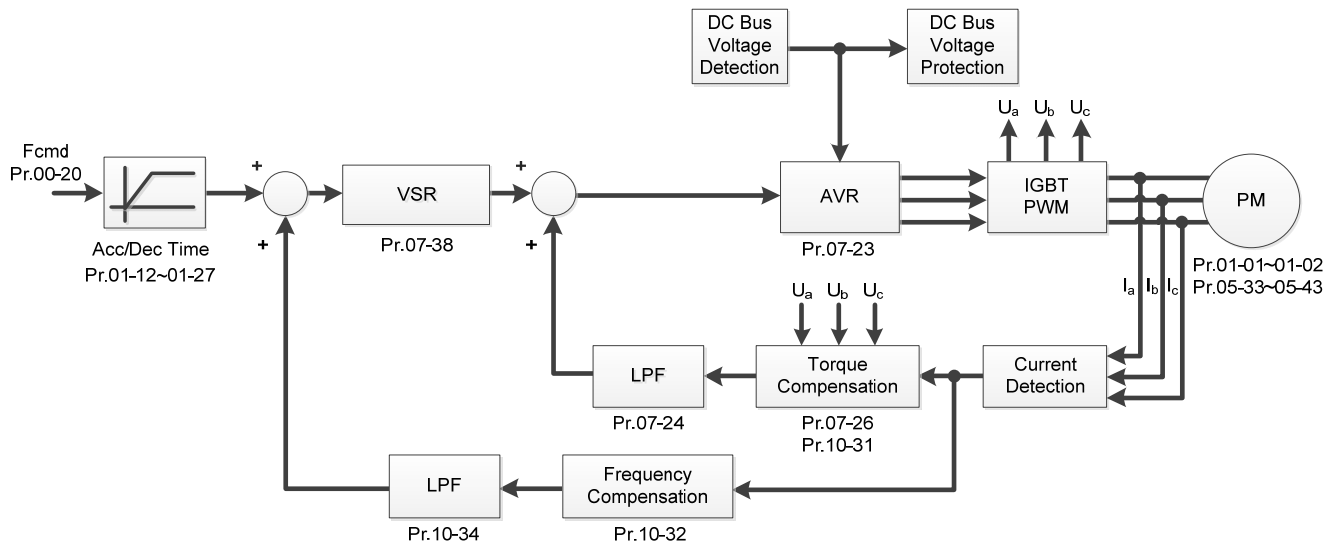 DC Bus
Voltage
Detection
DC Bus
Voltage
Protection
Ua
Ub
Uc
Fcmd
Pr.00-20
+
+
VSR
+
+
AVR
IGBT
PWM
PM
Acc/Dec Time
Pr.01-12~01-27
Pr.07-38
Pr.07-23
Pr.01-01~01-02
Pr.05-33~05-43
Ia
Ib
Ic
Ua
Ub
Uc
LPF
Torque
Compensation
Current
Detection
Pr.07-24
Pr.07-26
Pr.10-31
LPF
Frequency
Compensation
Pr.10-34
Pr.10-32